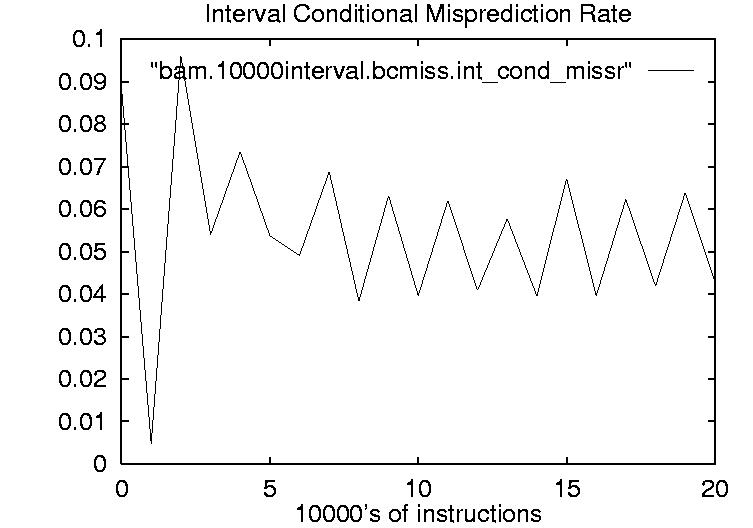 Interval Conditional Misprediction Rate
0.1
"bam.10000interval.bcmiss.int_cond_missr"
0.09
0.08
0.07
0.06
0.05
0.04
0.03
0.02
0.01
0
0 5 10 15 20
10000's of instructions